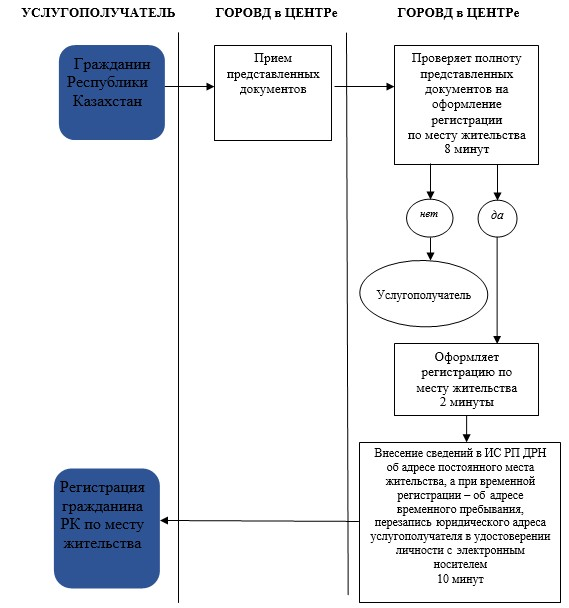 УСЛУГОПОЛУЧАТЕЛЬ
ГОРОВД в ЦЕНТРе
ГОРОВД в ЦЕНТРе
Гражданин
Республики
Казахстан
Прием
представленных
документов
Проверяет полноту
представленных
документов на
оформление
регистрации
по месту жительства
8 минут
нет
да
Услугополучатель
Оформляет
регистрацию по
месту жительства
2 минуты
Внесение сведений в ИС РП ДРН
об адресе постоянного места
жительства, а при временной
регистрации – об адресе
временного пребывания,
перезапись юридического адреса
услугополучателя в удостоверении
личности с электронным
носителем
10 минут
Регистрация
гражданина
РК по месту
жительства